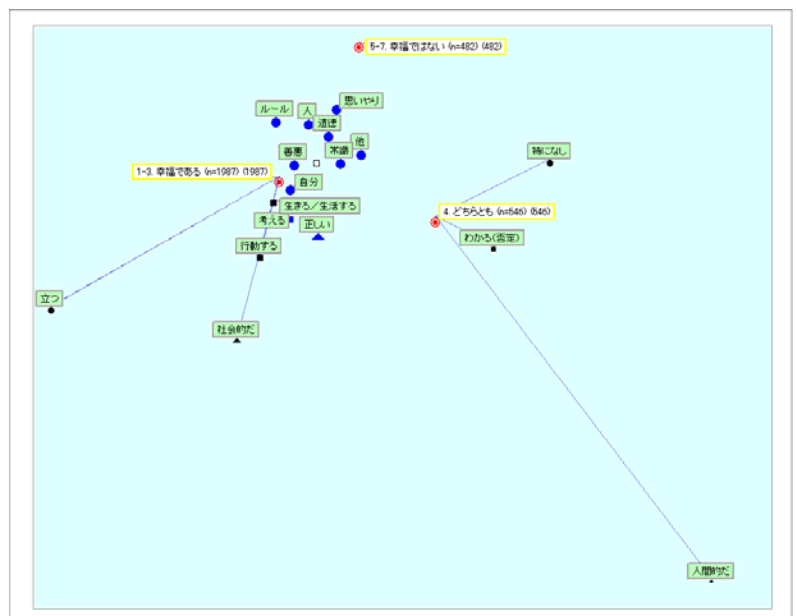 5-7. 幸福ではない (n=482) (482)
ルール
人
思いやり
道徳
他
善悪
常識
特になし
1-3. 幸福である (n=1987) (1987)
自分
生きる／生活する
考える
正しい
4. どちらとも (n=546) (546)
わかる(否定)
行動する
立つ
社会的だ
人間的だ